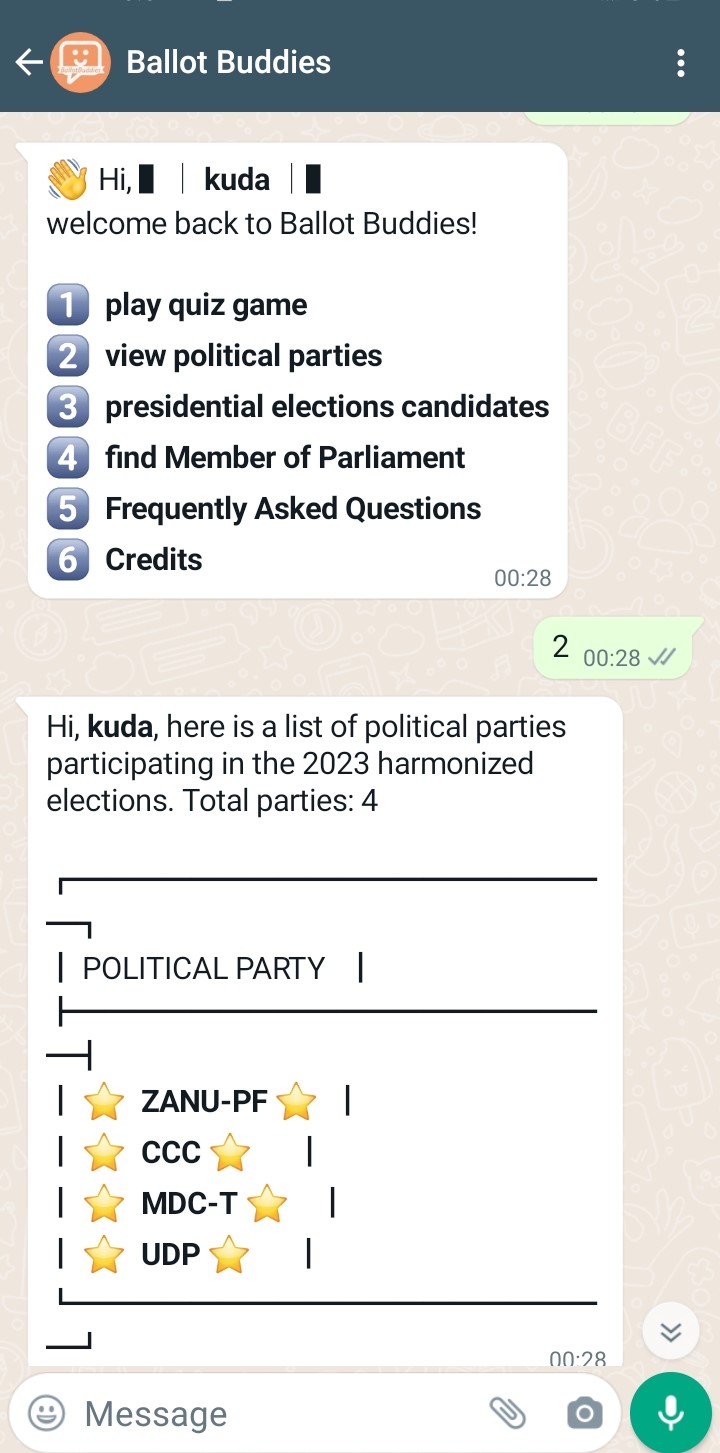 Ballot Buddies
👋 Hi,▮ | kuda |▮
welcome back to Ballot Buddies!
1️⃣ play quiz game
2️⃣ view political parties
3️⃣ presidential elections candidates
4️⃣ find Member of Parliament
5️⃣ Frequently Asked Questions
6️⃣ Credits
00:28
2 00:28
Hi, kuda, here is a list of political parties
participating in the 2023 harmonized
elections. Total parties: 4
| POLITICAL PARTY |
| ⭐ ZANU-PF ⭐ |
| ⭐ CCC ⭐ |
| ⭐ MDC-T ⭐ |
| ⭐ UDP ⭐ |
00:28
Message